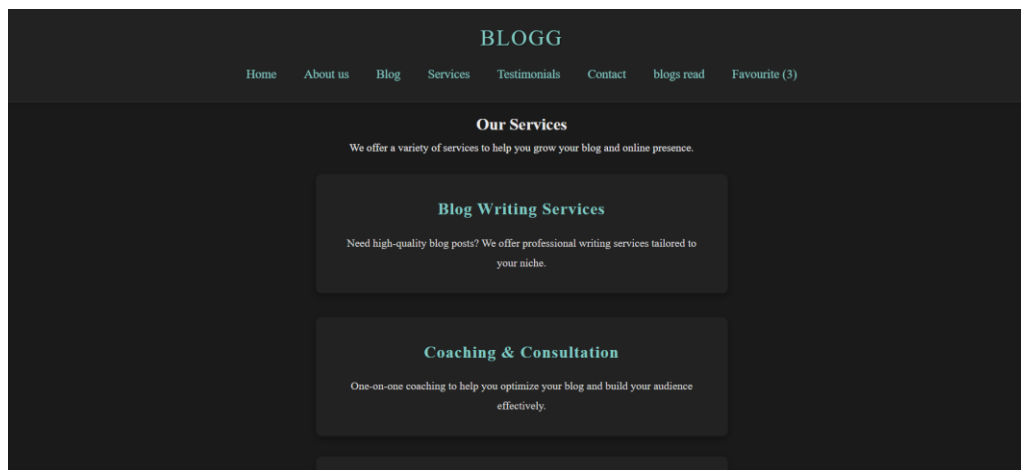 BLOGG
Home About us Blog Services Testimonials Contact blogs read Favourite (3)
Our Services
We offer a variety of services to help you grow your blog and online presence.
Blog Writing Services
Need high-quality blog posts? We offer professional writing services tailored to
your niche.
Coaching & Consultation
One-on-one coaching to help you optimize your blog and build your audience
effectively.